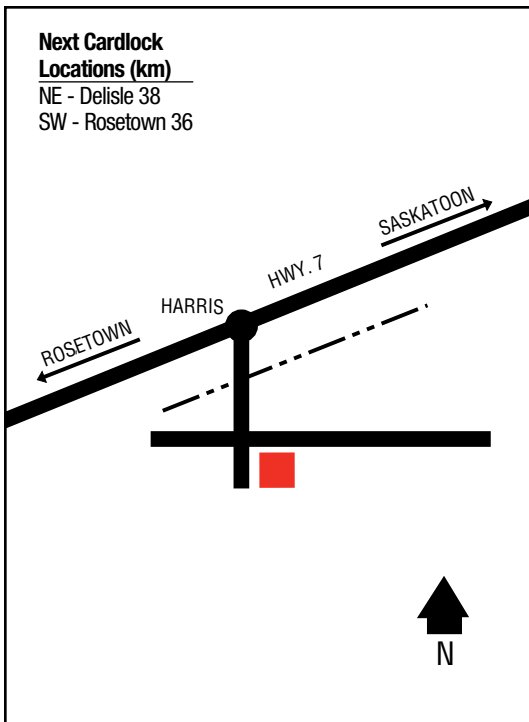 Next Cardlock
Locations (km)
NE - Delisle 38
SW - Rosetown 36
SASKATOON
HWY. 7
HARRIS
ROSETOWN
N